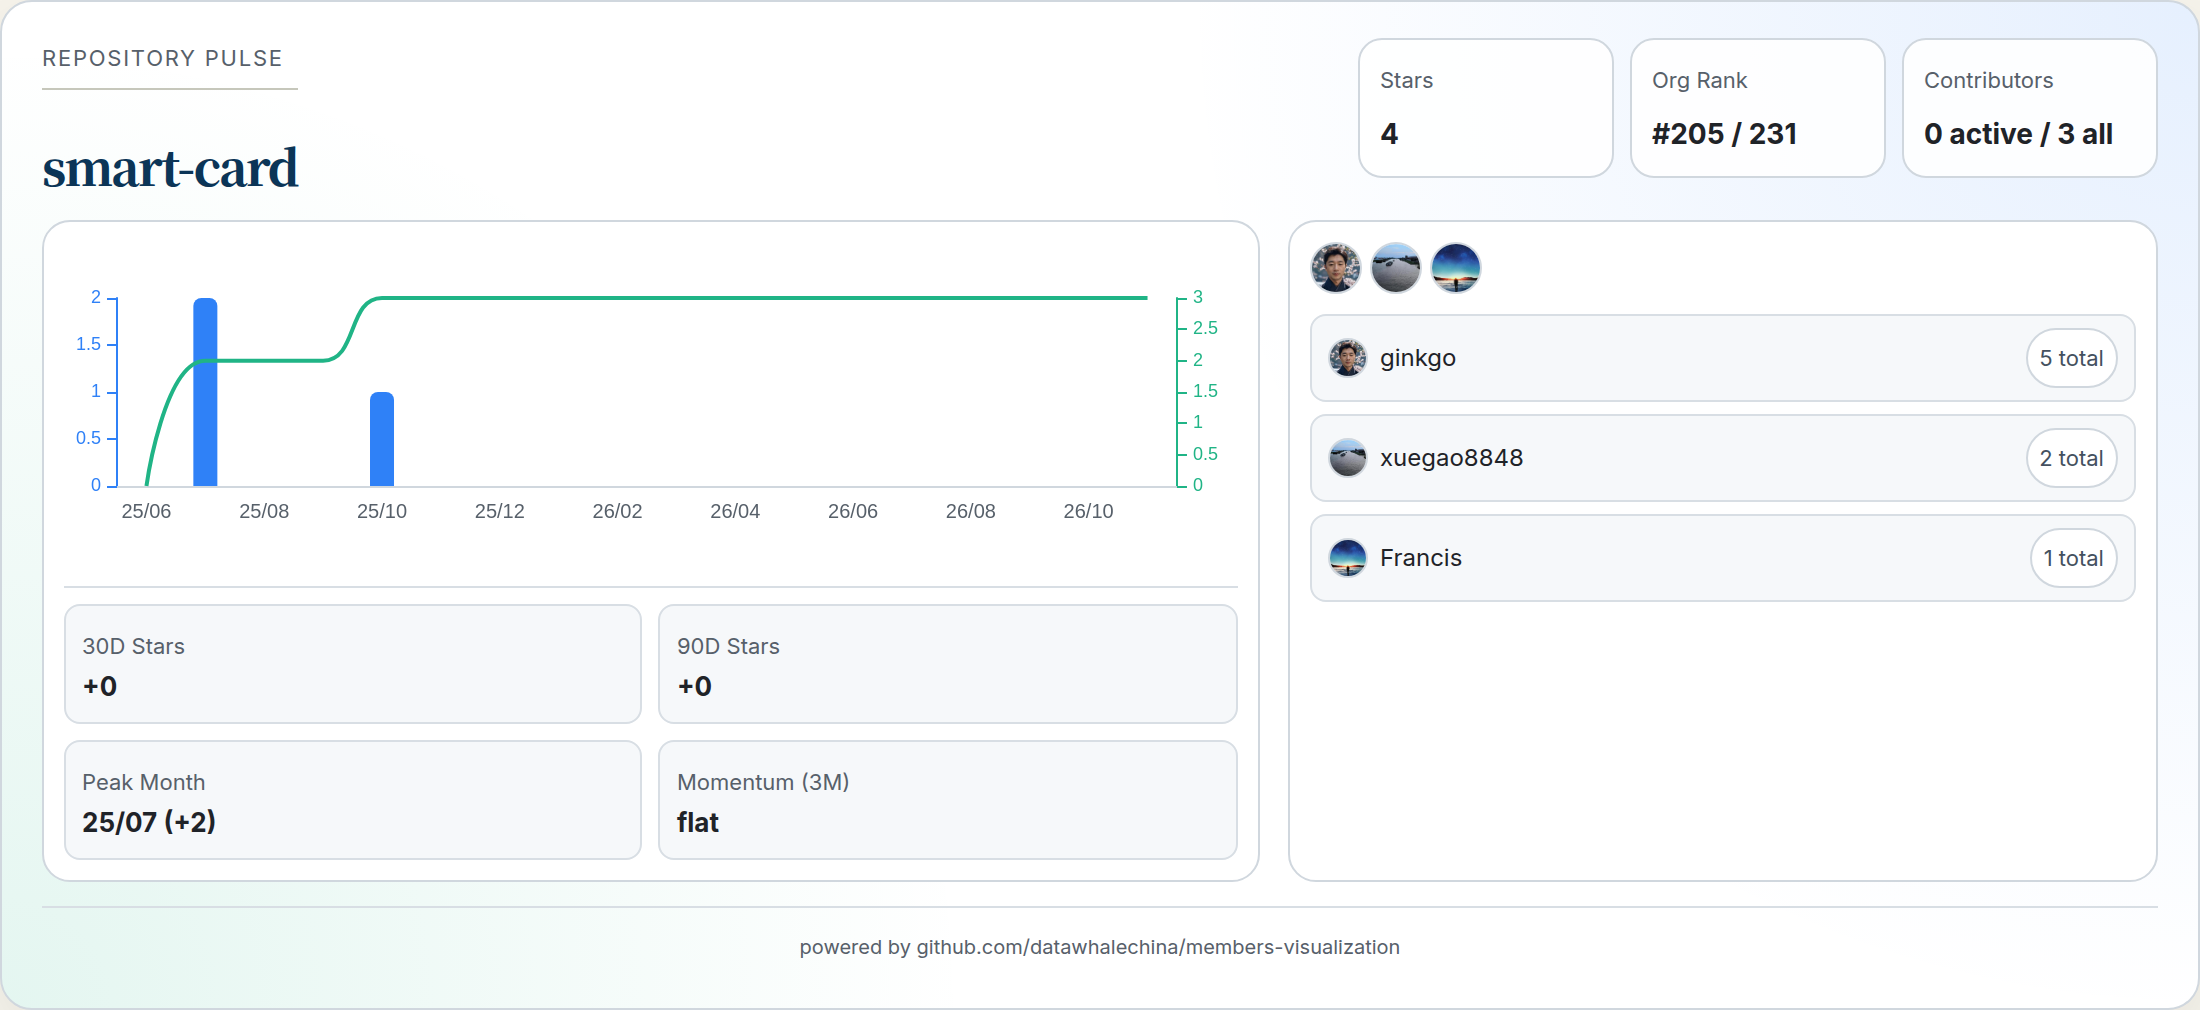 REPOSITORY PULSE
smart-card
Stars
4
Org Rank
#205 / 231
Contributors
0 active / 3 all
2
1.5
1
0.5
0
3
2.5
2
1.5
1
0.5
0
25/06
25/08
25/10
25/12
26/02
26/04
26/06
26/08
26/10
30D Stars
+0
90D Stars
+0
Peak Month
25/07 (+2)
Momentum (3M)
flat
ginkgo
5 total
xuegao8848
2 total
Francis
1 total
powered by github.com/datawhalechina/members-visualization